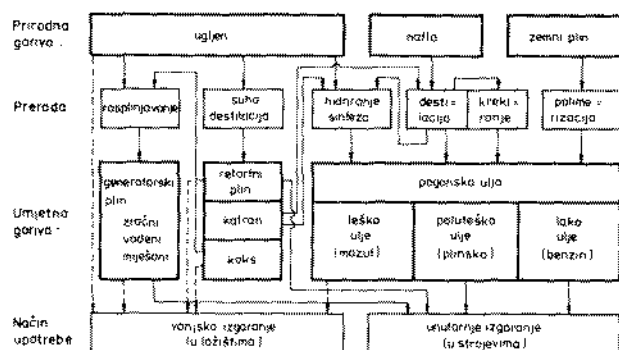 Prirodna
goriva :
ugljen
nafta
zemni plin
Prerada
rasplinjavanje
suha
destilacija
hidriranje
sinteza
desti =
lacija
kreki =
ranje
polime =
rizacija
Umjetna
goriva :
generatorski
plin
zračni
vodeni
miješani
retortni
plin
katran
koks
pogonska ulja
teško
ulje
(mazut)
poluteško
ulje
(plinsko)
lako
ulje
(benzin)
Način
upotrebe
vanjsko izgaranje
(u ložištima)
unutarnje izgaranje
(u strojevima)